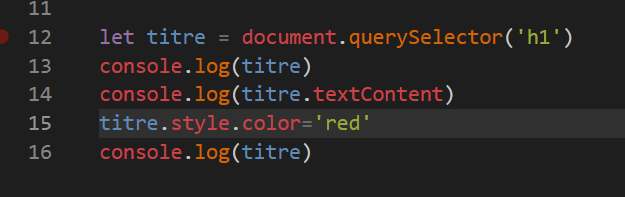 11
12 let titre = document.querySelector('h1')
13 console.log(titre)
14 console.log(titre.textContent)
15 titre.style.color='red'
16 console.log(titre)